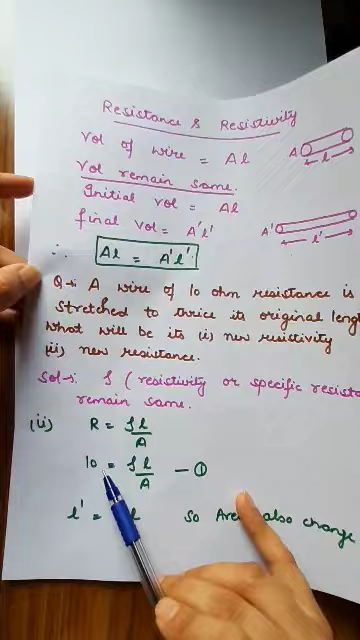 Resistance & Resistivity
Vol of wire = Al
Vol remain same.
Initial vol = Al
final vol = A'l'
∴ Al = A'l'
A
l
A'
l'
Q→ A wire of 10 ohm resistance is
stretched to thrice its original
what will be its (i) new resistivity
(ii) new resistance.
Sol→ ρ (resistivity or specific
remain same.
(ii) R = ρl/A
10 = ρl/A — ①
l' = l so also change